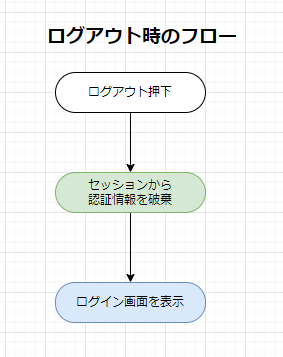 ログアウト時のフロー
ログアウト押下
セッションから
認証情報を破棄
ログイン画面を表示